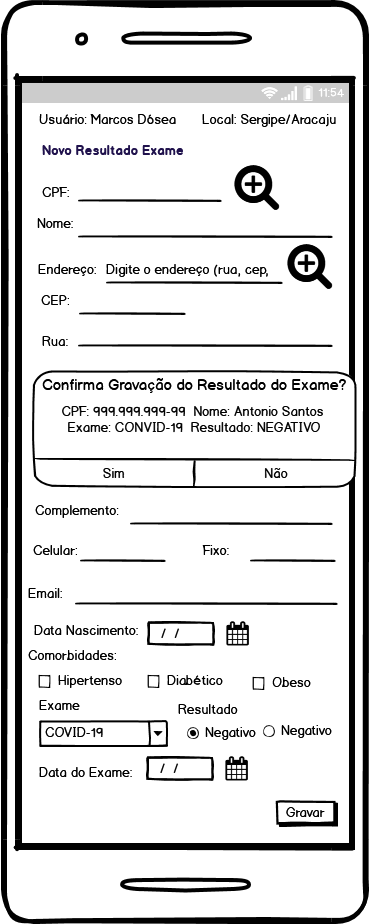 11:54
Usuário: Marcos Dósea Local: Sergipe/Aracaju
Novo Resultado Exame
CPF:
Nome:
Endereço: Digite o endereço (rua, cep,
CEP:
Rua:
Confirma Gravação do Resultado do Exame?
CPF: 999.999.999-99 Nome: Antonio Santos
Exame: CONVID-19 Resultado: NEGATIVO
Sim Não
Complemento:
Celular: Fixo:
Email:
Data Nascimento: / /
Comorbidades:
Hipertenso Diabético Obeso
Exame Resultado
COVID-19 Negativo Negativo
Data do Exame: / /
Gravar